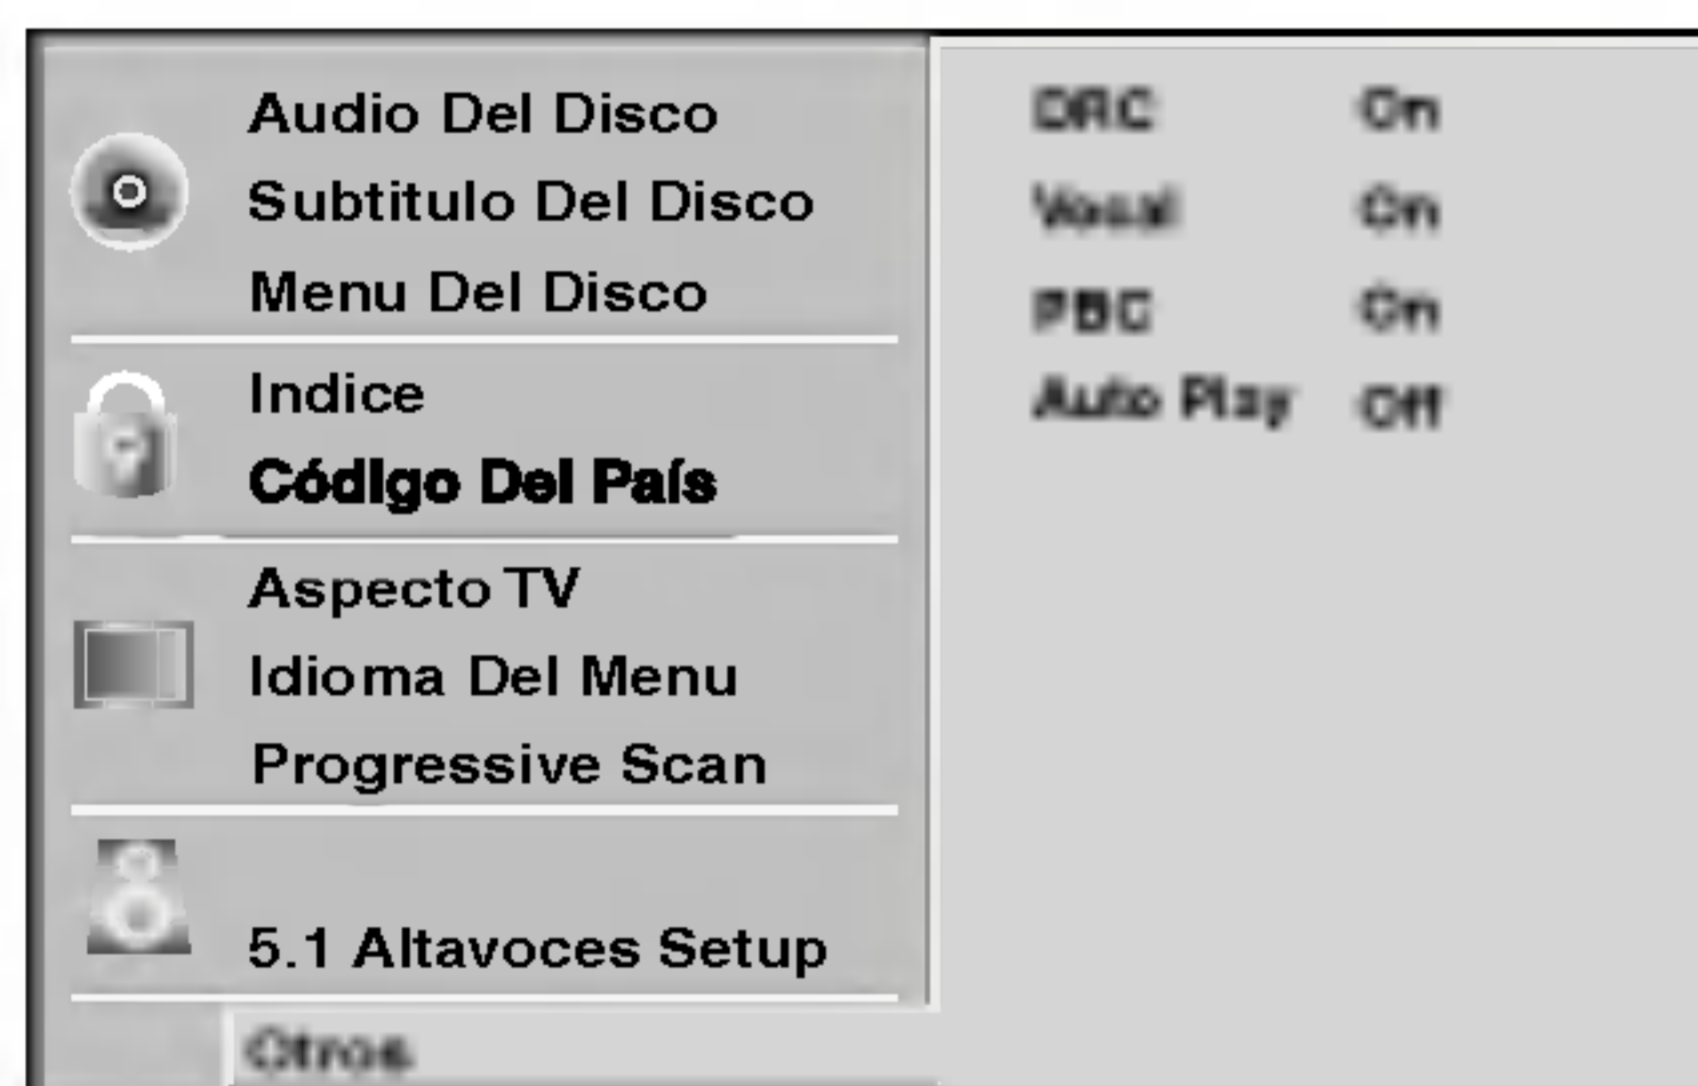 Audio Del Disco
Subtitulo Del Disco
Menu Del Disco
Indice
Código Del País
Aspecto TV
Idioma Del Menu
Progressive Scan
5.1 Altavoces Setup
Otros
DRC On
Vocal On
PBC On
Auto Play Off